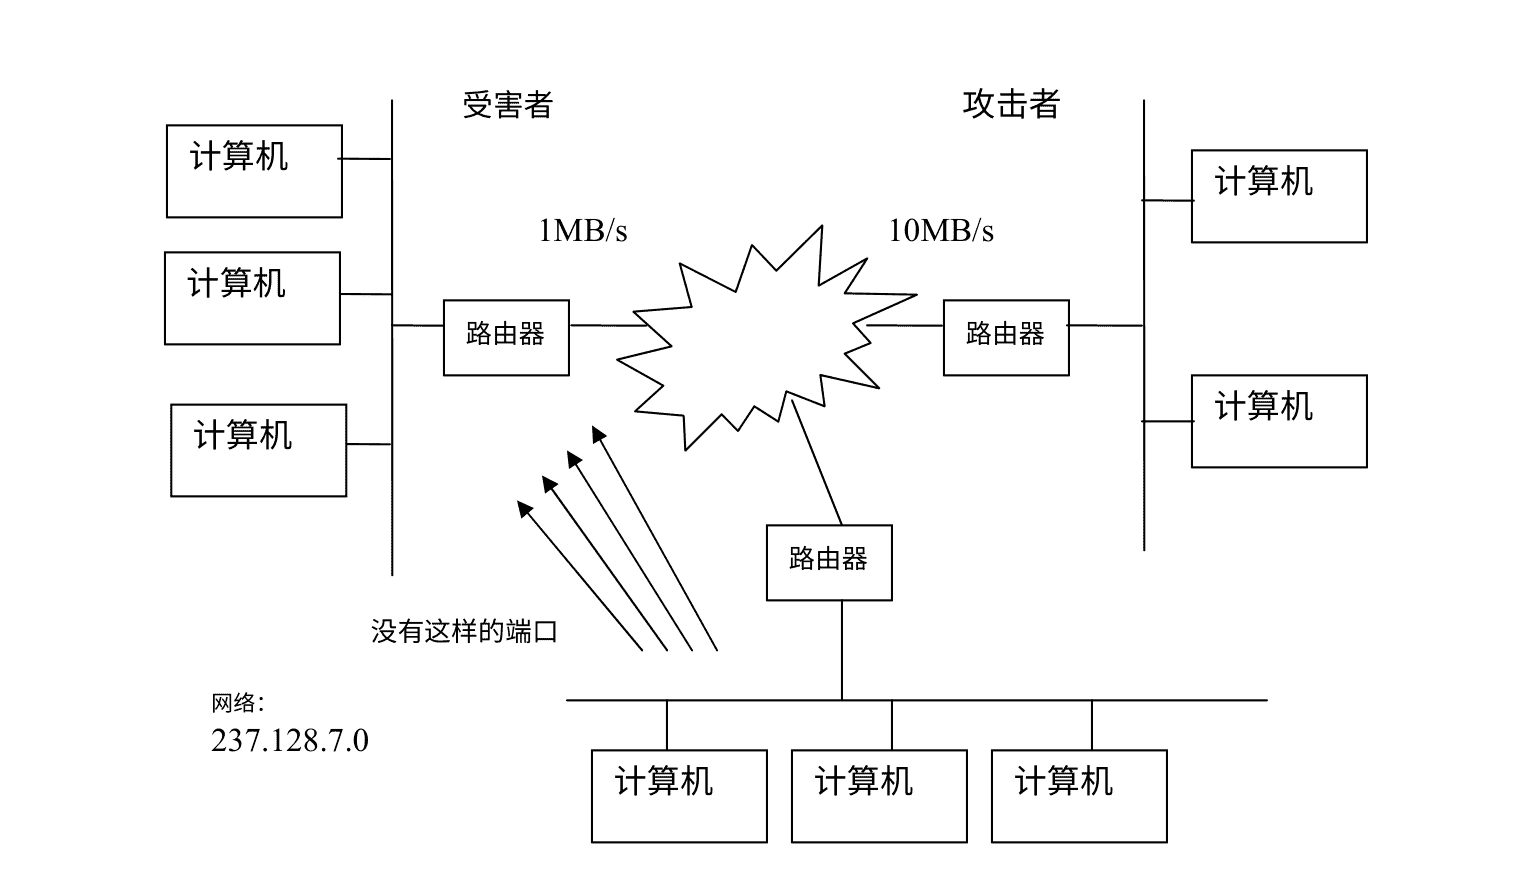 受害者
攻击者
计算机
计算机
1MB/s
10MB/s
计算机
路由器
路由器
计算机
计算机
路由器
没有这样的端口
网络：
237.128.7.0
计算机
计算机
计算机